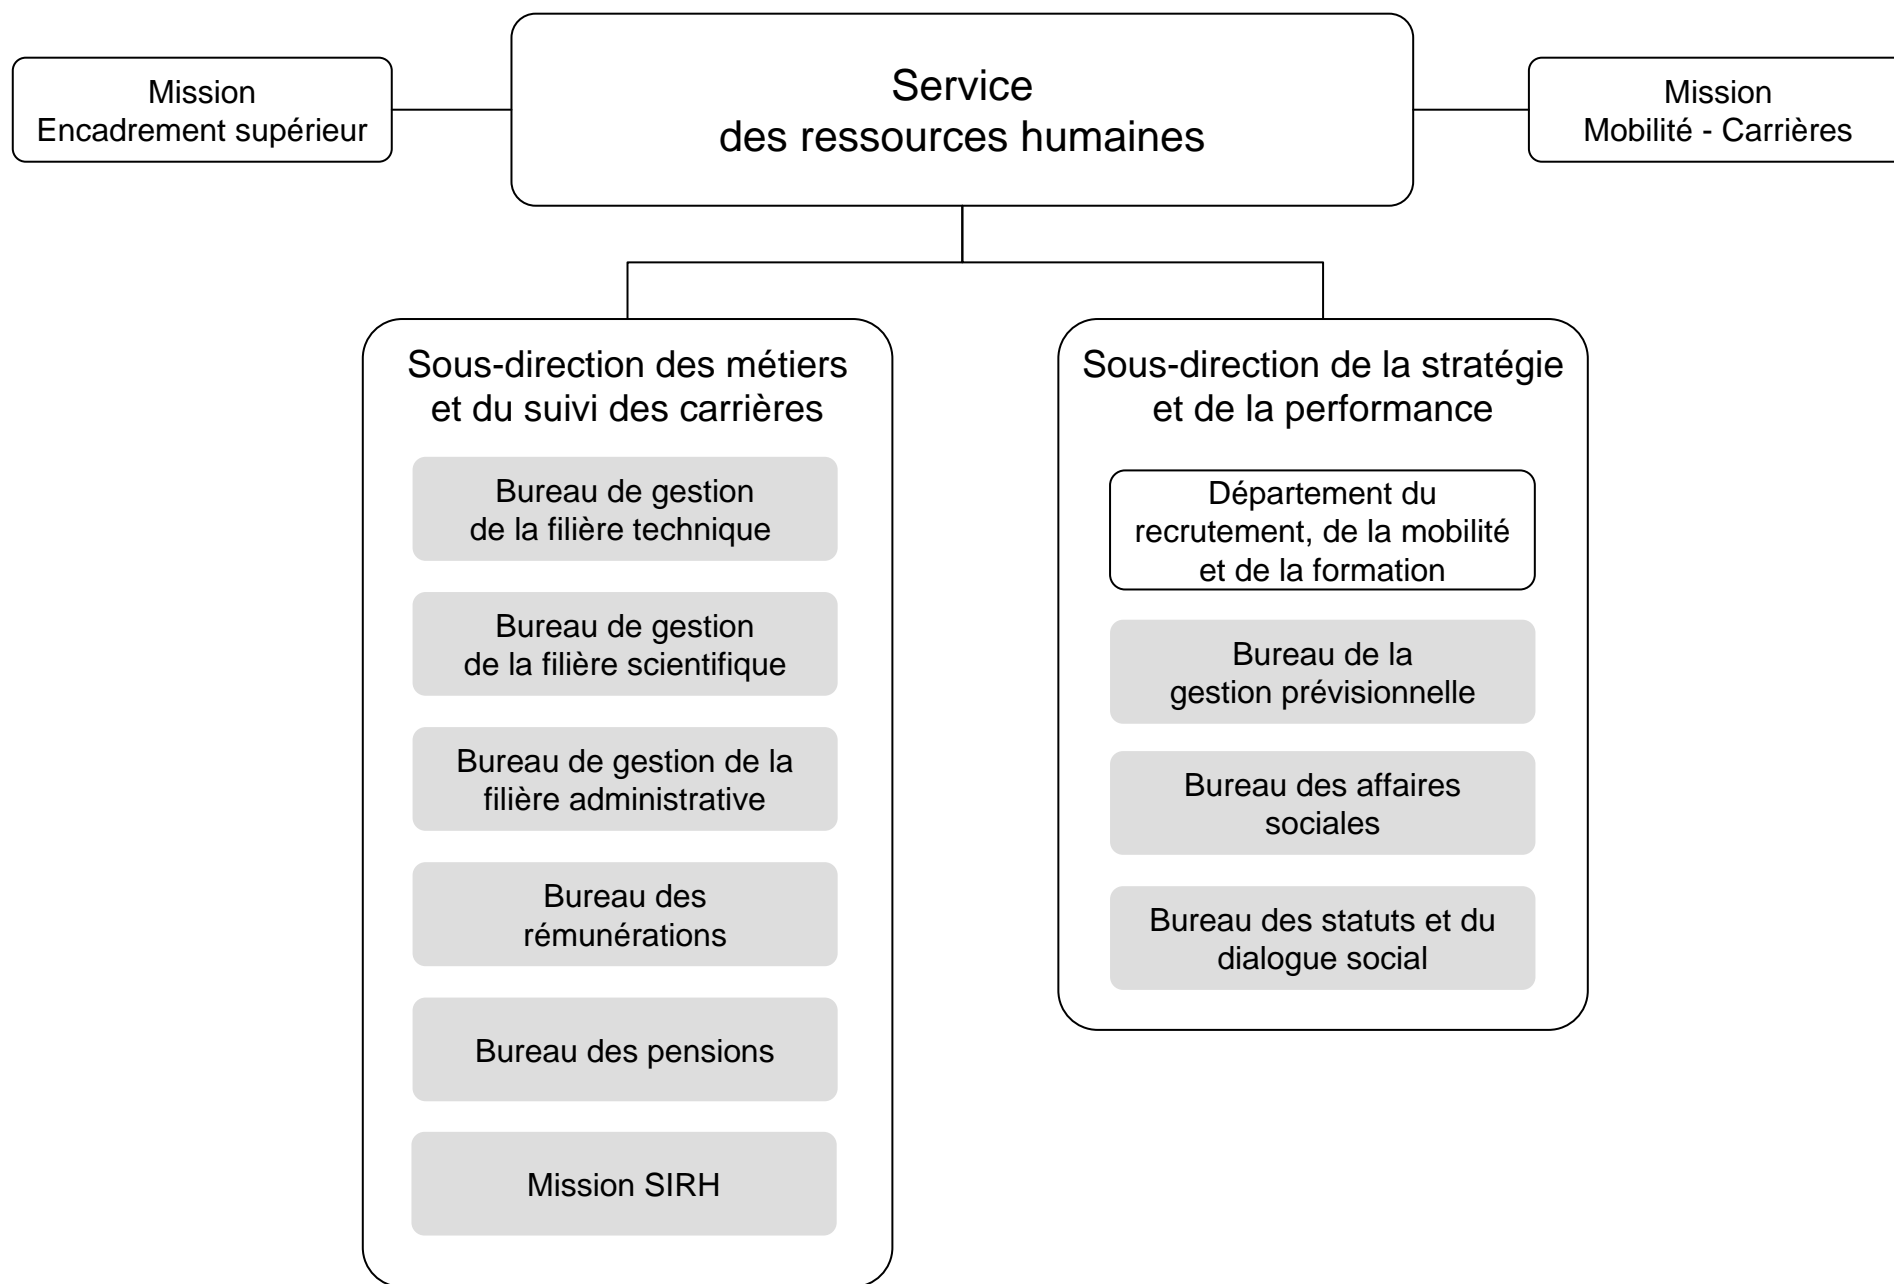 Mission
Encadrement supérieur
Service
des ressources humaines
Mission
Mobilité - Carrières
Sous-direction des métiers
et du suivi des carrières
Bureau de gestion
de la filière technique
Bureau de gestion
de la filière scientifique
Bureau de gestion de la
filière administrative
Bureau des
rémunérations
Bureau des pensions
Mission SIRH
Sous-direction de la stratégie
et de la performance
Département du
recrutement, de la mobilité
et de la formation
Bureau de la
gestion prévisionnelle
Bureau des affaires
sociales
Bureau des statuts et du
dialogue social